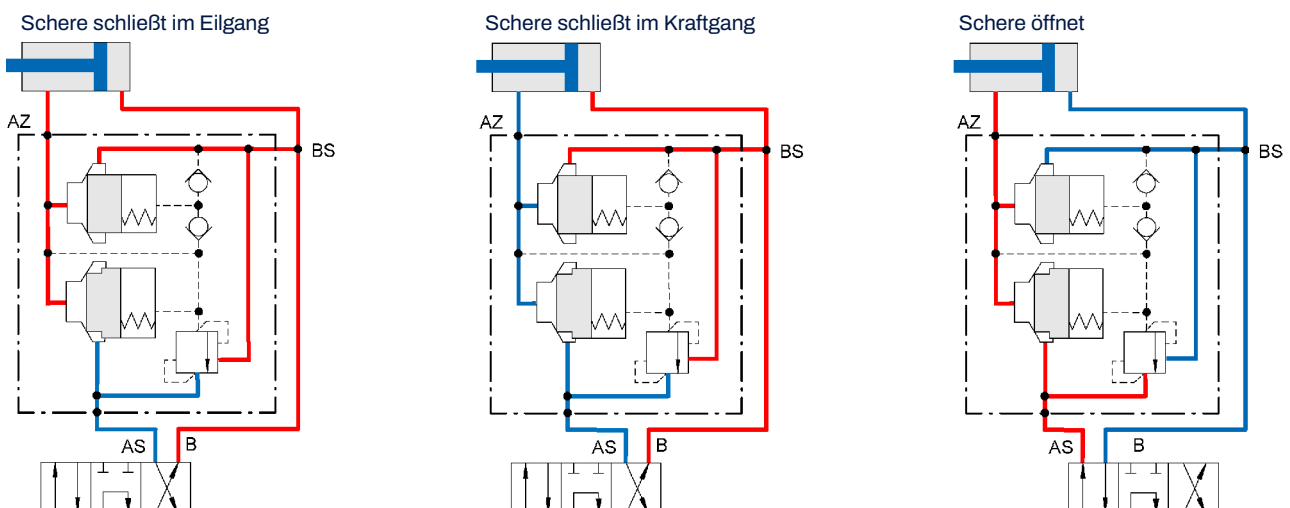 Schere schließt im Eilgang
Schere schließt im Kraftgang
Schere öffnet
AZ
BS
AS
B
AZ
BS
AS
B
AZ
BS
AS
B